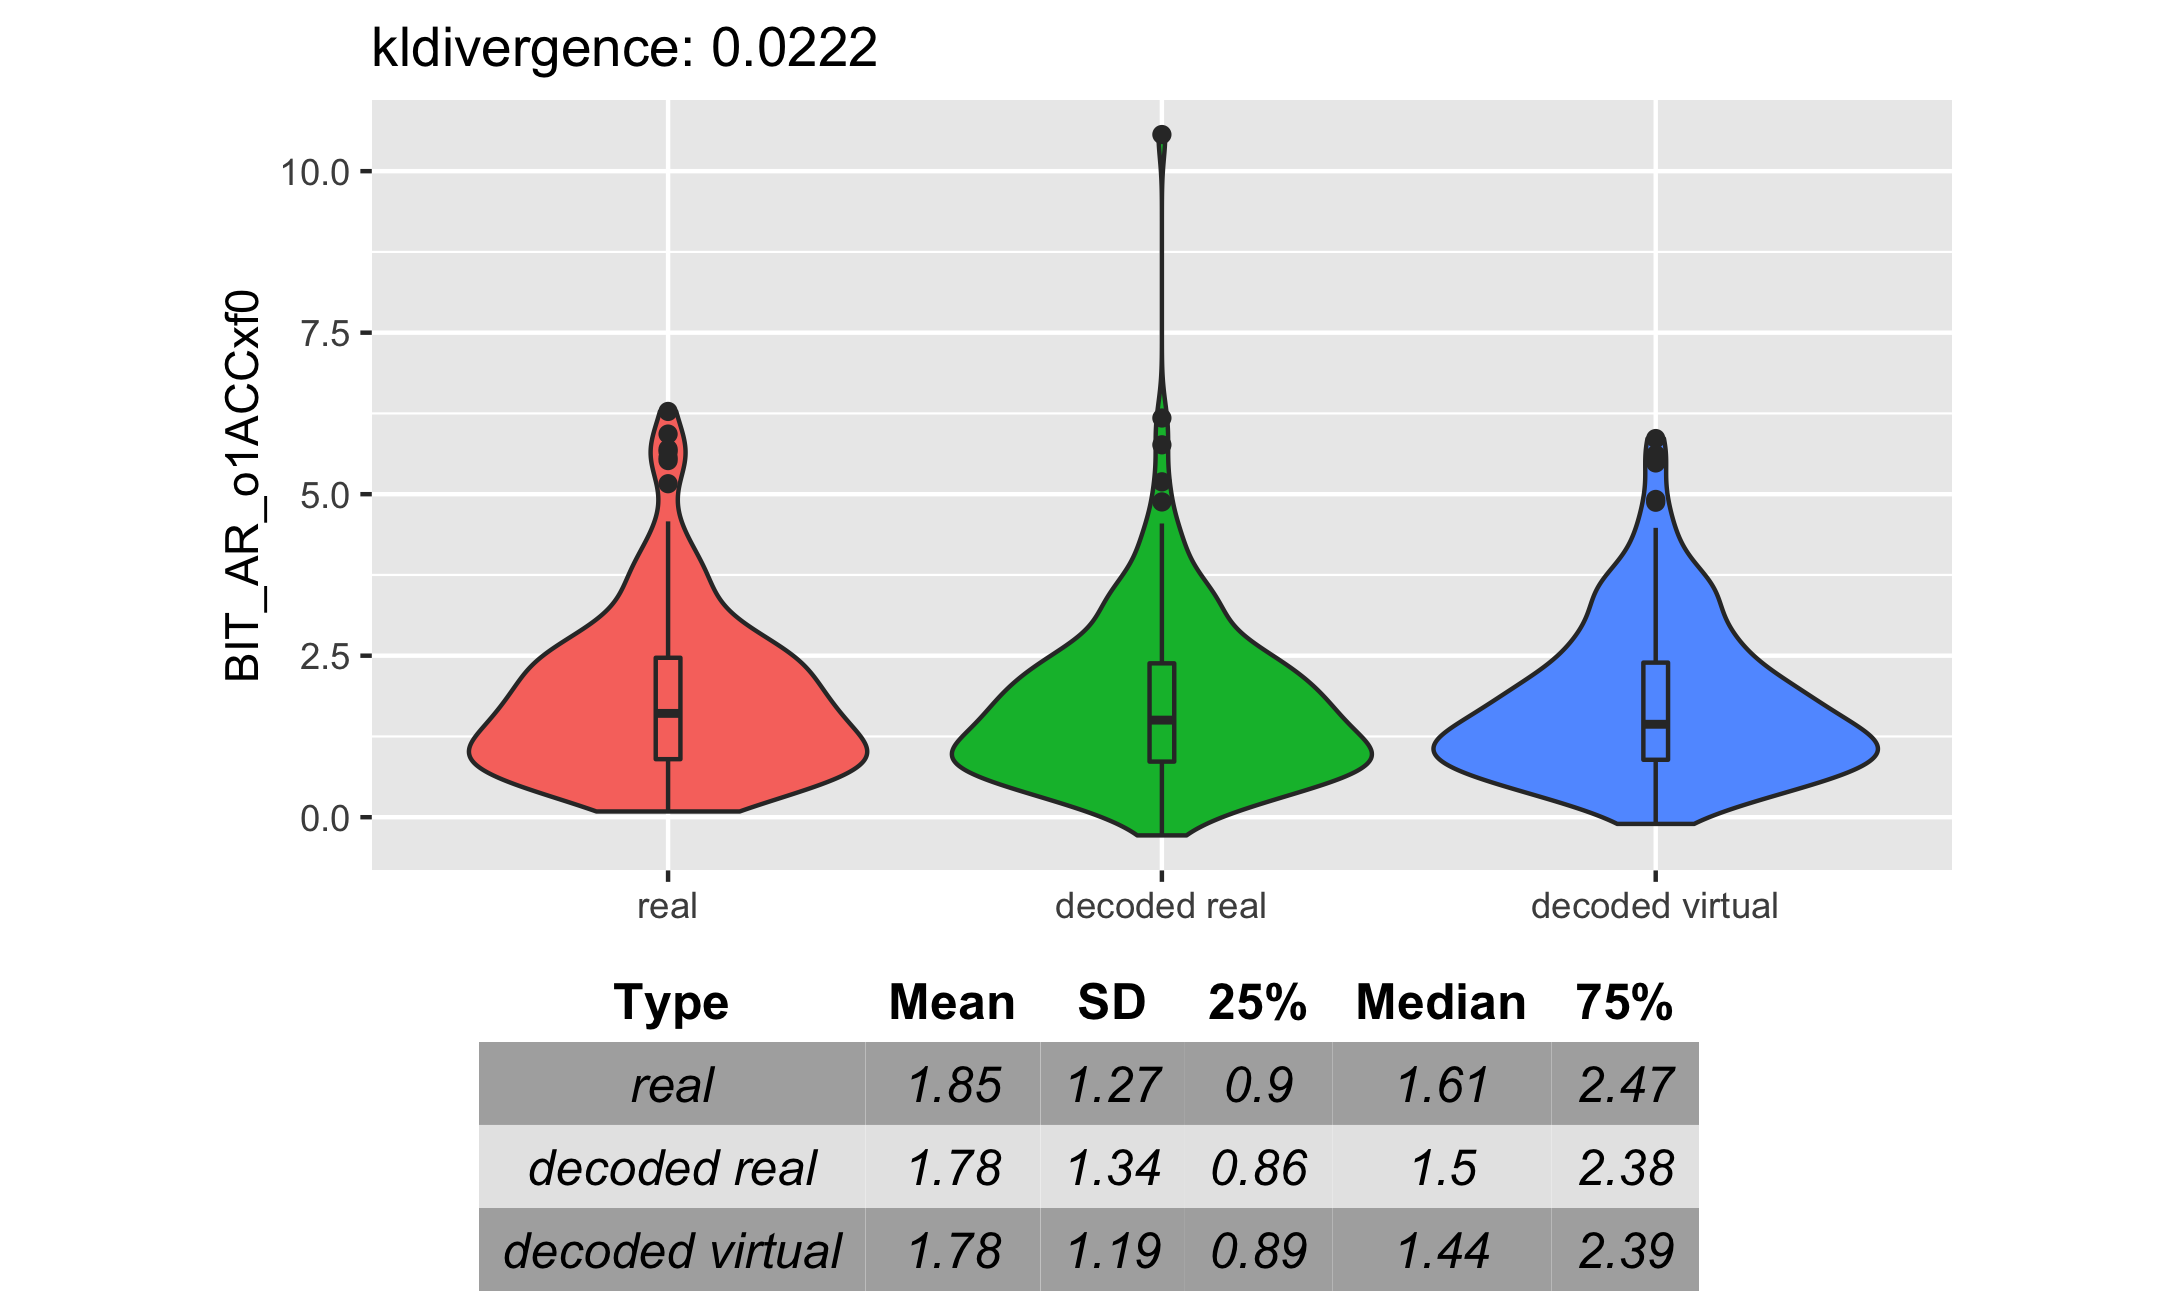 kldivergence: 0.0222
BIT_AR_o1ACCxf0
10.0
7.5
5.0
2.5
0.0
real decoded real decoded virtual
Type Mean SD 25% Median 75%
real 1.85 1.27 0.9 1.61 2.47
decoded real 1.78 1.34 0.86 1.5 2.38
decoded virtual 1.78 1.19 0.89 1.44 2.39